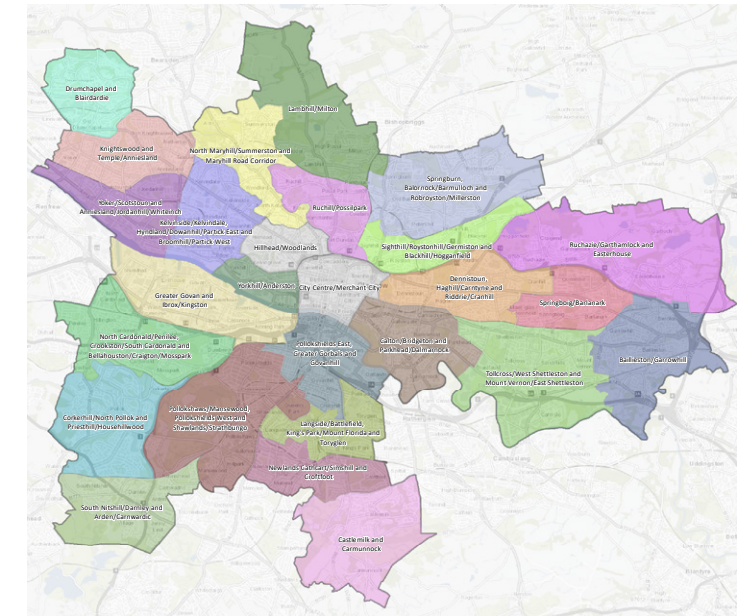 Drumchapel and
Blairdardie
Lambhill/Milton
Knightswood and
Temple/Anniesland
North Maryhill/Summerston and
Maryhill Road Corridor
Springburn,
Balornock/Barmulloch and
Robroyston/Millerston
Yoker/Scotstoun and
Anniesland/Jordanhill/Whiteinch
Kelvinside/Kelvindale,
Hyndland/Dowanhill/Partick East and
Broomhill/Partick West
Ruchill/Possilpark
Hillhead/Woodlands
Sighthill/Roystonhill/Germiston and
Blackhill/Hogganfield
Ruchazie/Garthamlock and
Easterhouse
Yorkhill/Anderston
City Centre/Merchant City
Dennistoun,
Haghill/Carntyne and
Riddrie/Cranhill
Greater Govan and
Ibrox/Kingston
Springboig/Barlanark
North Cardonald/Penilee,
Crookston/South Cardonald and
Bellahouston/Craigton/Mosspark
Pollokshields East,
Greater Gorbals and
Govanhill
Calton/Bridgeton and
Parkhead/Dalmarnock
Baillieston/Garrowhill
Tollcross/West Shettleston and
Mount Vernon/East Shettleston
Corkerhill/North Pollok and
Priesthill/Househillwood
Pollokshaws/Mansewood,
Pollokshields West and
Shawlands/Strathbungo
Langside/Battlefield,
King's Park/Mount Florida and
Toryglen
Newlands Cathcart/Simshill and
Croftfoot
South Nitshill/Darnley and
Arden/Carnwadric
Castlemilk and
Carmunnock